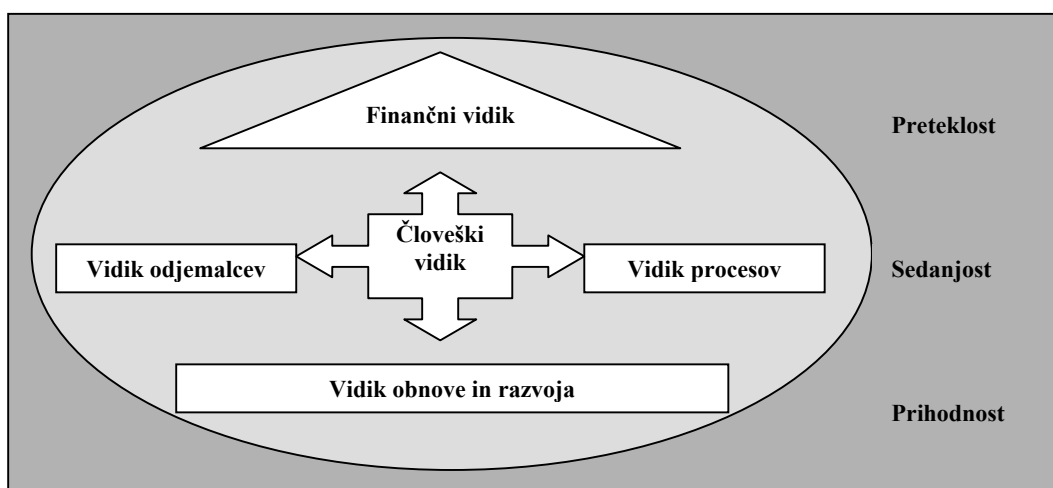 Finančni vidik
Preteklost
Človeški
vidik
Vidik odjemalcev
Vidik procesov
Sedanjost
Vidik obnove in razvoja
Prihodnost